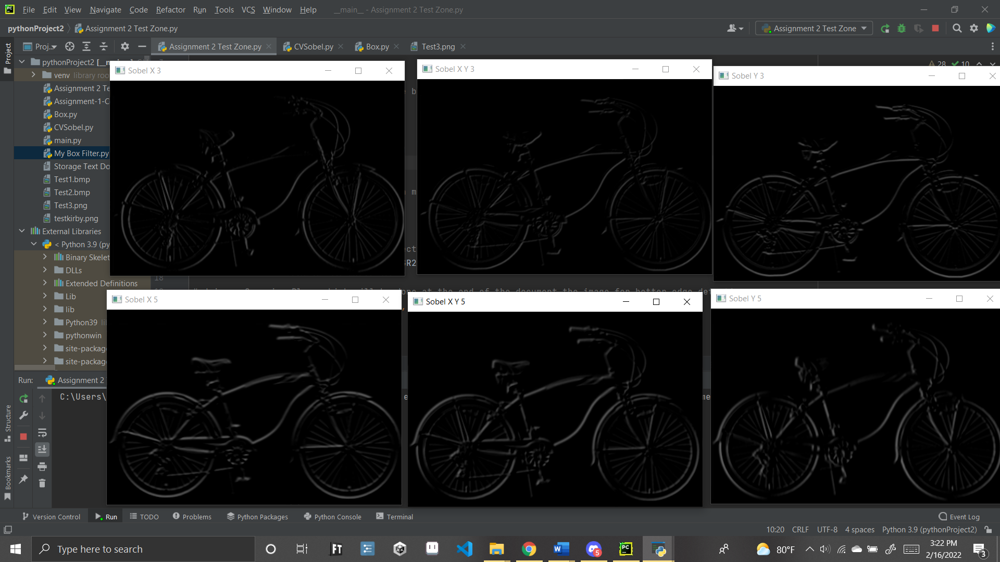 File Edit View Navigate Code Refactor Run Tools VCS Window Help __main__ - Assignment 2 Test Zone.py
pythonProject2 Assignment 2 Test Zone.py Assignment 2 Test Zone
Project
Proj... Assignment 2 Test Zone.py CVSobel.py Box.py Test3.png
pythonProject2
28 10
Sobel X 3
Sobel X Y 3
Sobel Y 3
venv library roo
Assignment 2 Te
Assignment-1-C
Box.py
CVSobel.py
main.py
My Box Filter.py
Storage Text Do
Test1.bmp
Test2.bmp
Test3.png
testkirby.png
External Libraries
< Python 3.9 (py
Binary Skelet
DLLs
Extended Definitions
Lib
lib
Python39
pythonwin
site-packag
site-packag
18
Sobel X 5
Sobel X Y 5
Sobel Y 5
Run: Assignment 2
C:\Users\
Structure
Bookmarks
Version Control Run TODO Problems Python Packages Python Console Terminal Event Log
10:20 CRLF UTF-8 4 spaces Python 3.9 (pythonProject2)
Type here to search
FT
PC
5
80°F
3:22 PM
2/16/2022
3